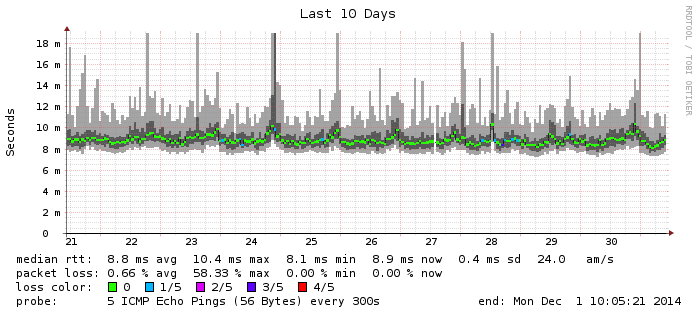 Last 10 Days
RRDTOOL / TOBI OETIKER
Seconds
18 m
16 m
14 m
12 m
10 m
8 m
6 m
4 m
2 m
0
21 22 23 24 25 26 27 28 29 30
median rtt: 8.8 ms avg 10.4 ms max 8.1 ms min 8.9 ms now 0.4 ms sd 24.0 am/s
packet loss: 0.66 % avg 58.33 % max 0.00 % min 0.00 % now
loss color: 0 1/5 2/5 3/5 4/5
probe: 5 ICMP Echo Pings (56 Bytes) every 300s end: Mon Dec 1 10:05:21 2014